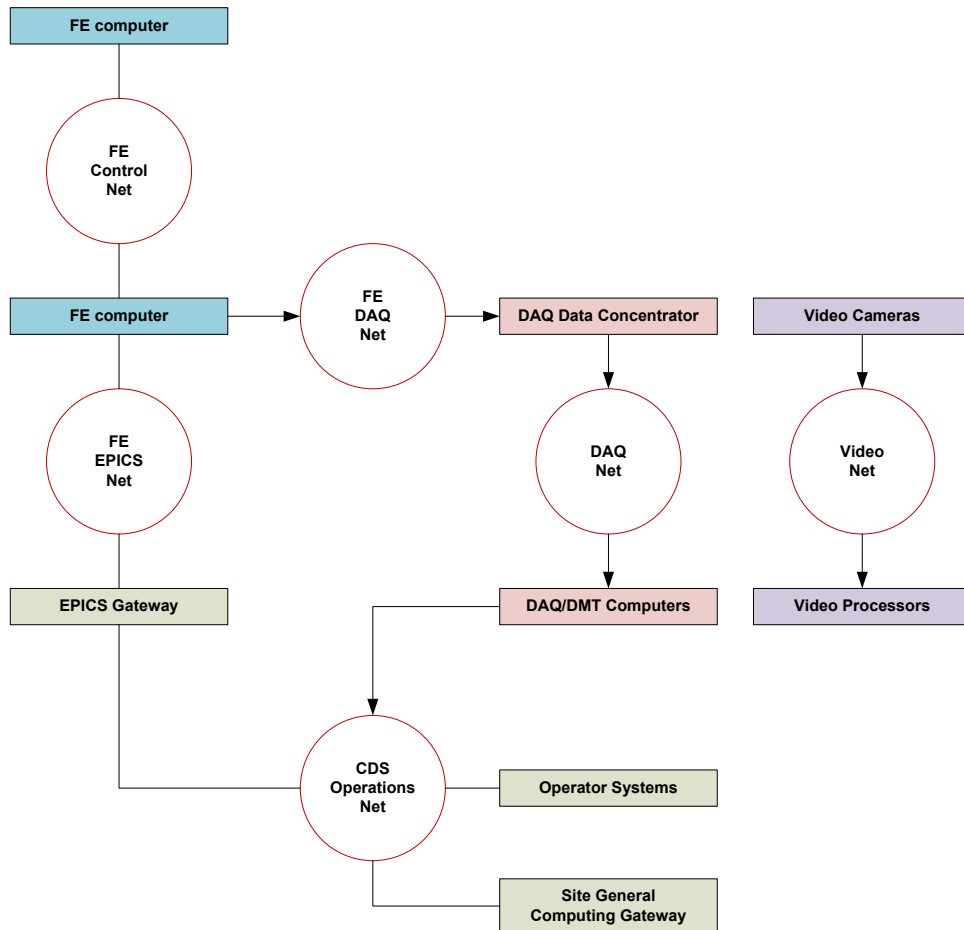 FE computer
FE
Control
Net
FE computer
FE
DAQ
Net
DAQ Data Concentrator
Video Cameras
FE
EPICS
Net
DAQ
Net
Video
Net
EPICS Gateway
DAQ/DMT Computers
Video Processors
CDS
Operations
Net
Operator Systems
Site General
Computing Gateway